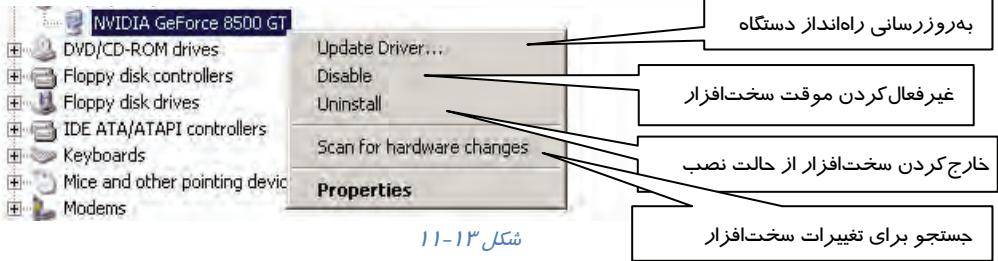 NVIDIA GeForce 8500 GT
DVD/CD-ROM drives
Floppy disk controllers
Floppy disk drives
IDE ATA/ATAPI controllers
Keyboards
Mice and other pointing devic
Modems
Update Driver...
Disable
Uninstall
Scan for hardware changes
Properties
به‌روزرسانی راه‌انداز دستگاه
غیرفعال‌کردن موقت سخت‌افزار
خارج‌کردن سخت‌افزار از حالت نصب
جستجو برای تغییرات سخت‌افزار
شکل ۱۳-۱۱